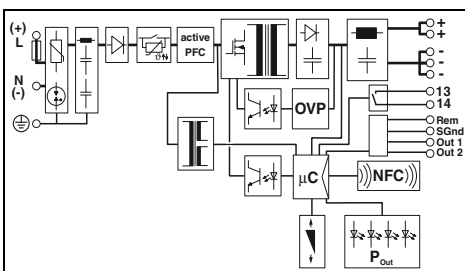 (+)
L
N
(-)
active
PFC
+
+
-
-
-
OVP
13
14
Rem
SGnd
Out 1
Out 2
µC
NFC
P Out